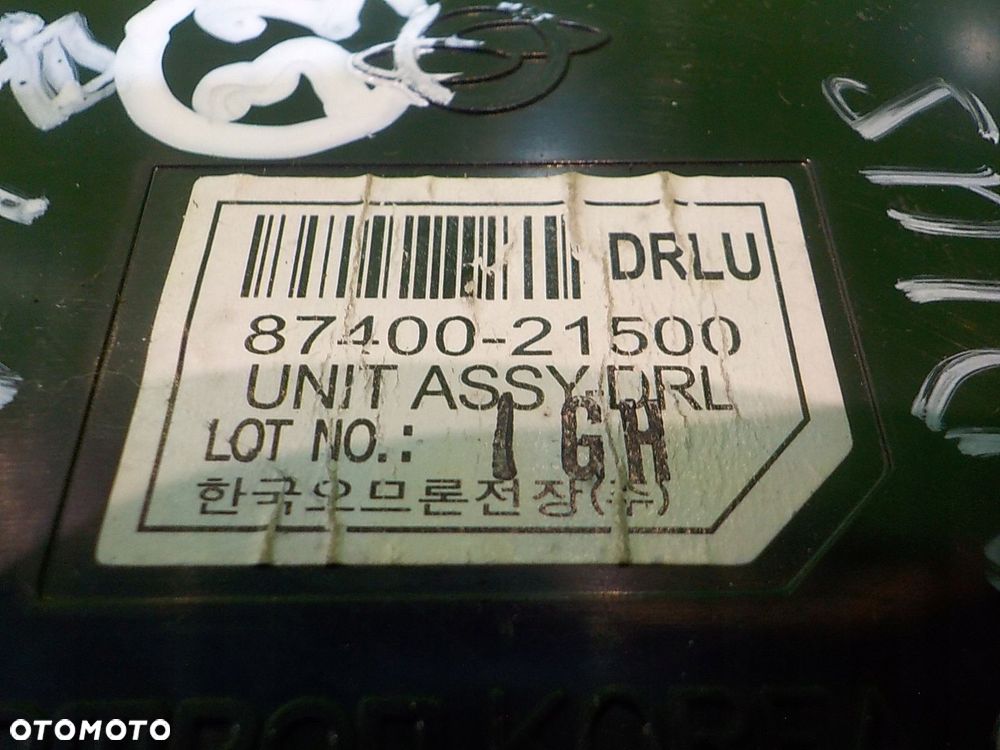 DRLU
87400-21500
UNIT ASSY-DRL
LOT NO.: 1 GH
한국오므론전장(주)
KOREA
OTOMOTO